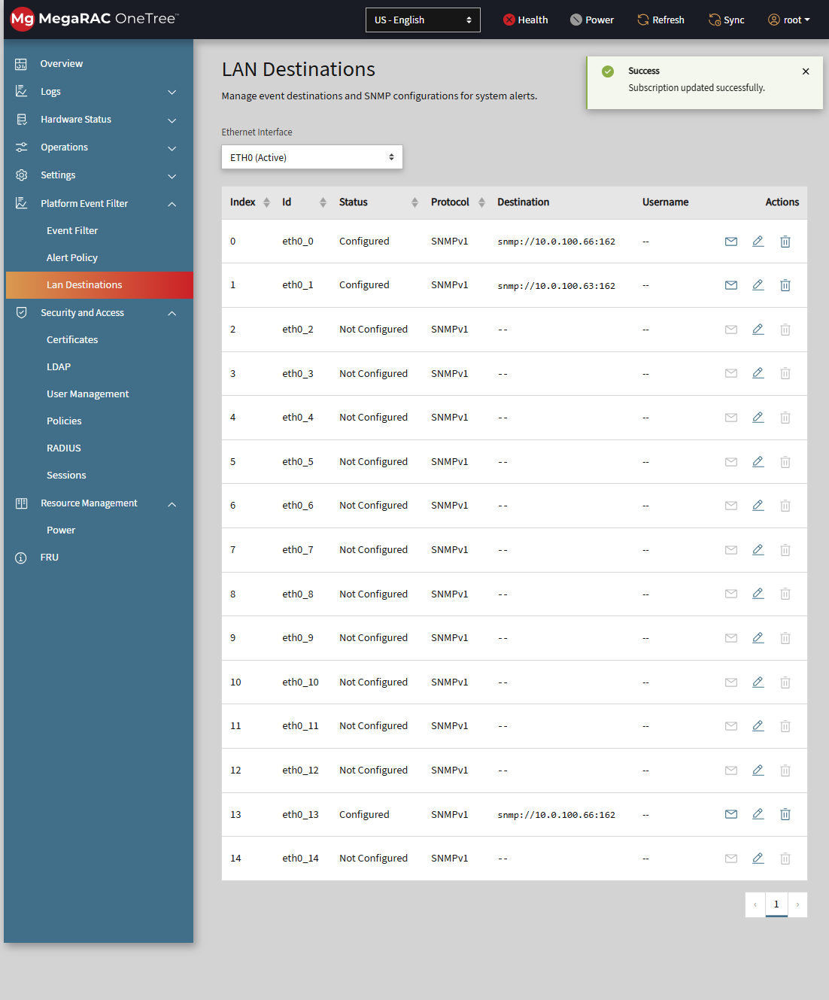 Mg MegaRAC OneTree™
US - English
Health
Power
Refresh
Sync
root
Overview
Logs
Hardware Status
Operations
Settings
Platform Event Filter
Event Filter
Alert Policy
Lan Destinations
Security and Access
Certificates
LDAP
User Management
Policies
RADIUS
Sessions
Resource Management
Power
FRU
LAN Destinations
Manage event destinations and SNMP configurations for system alerts.
Success
Subscription updated successfully.
Ethernet Interface
ETH0 (Active)
Index Id Status Protocol Destination Username Actions
0 eth0_0 Configured SNMPv1 snmp://10.0.100.66:162 --
1 eth0_1 Configured SNMPv1 snmp://10.0.100.63:162 --
2 eth0_2 Not Configured SNMPv1 -- --
3 eth0_3 Not Configured SNMPv1 -- --
4 eth0_4 Not Configured SNMPv1 -- --
5 eth0_5 Not Configured SNMPv1 -- --
6 eth0_6 Not Configured SNMPv1 -- --
7 eth0_7 Not Configured SNMPv1 -- --
8 eth0_8 Not Configured SNMPv1 -- --
9 eth0_9 Not Configured SNMPv1 -- --
10 eth0_10 Not Configured SNMPv1 -- --
11 eth0_11 Not Configured SNMPv1 -- --
12 eth0_12 Not Configured SNMPv1 -- --
13 eth0_13 Configured SNMPv1 snmp://10.0.100.66:162 --
14 eth0_14 Not Configured SNMPv1 -- --
‹ 1 ›